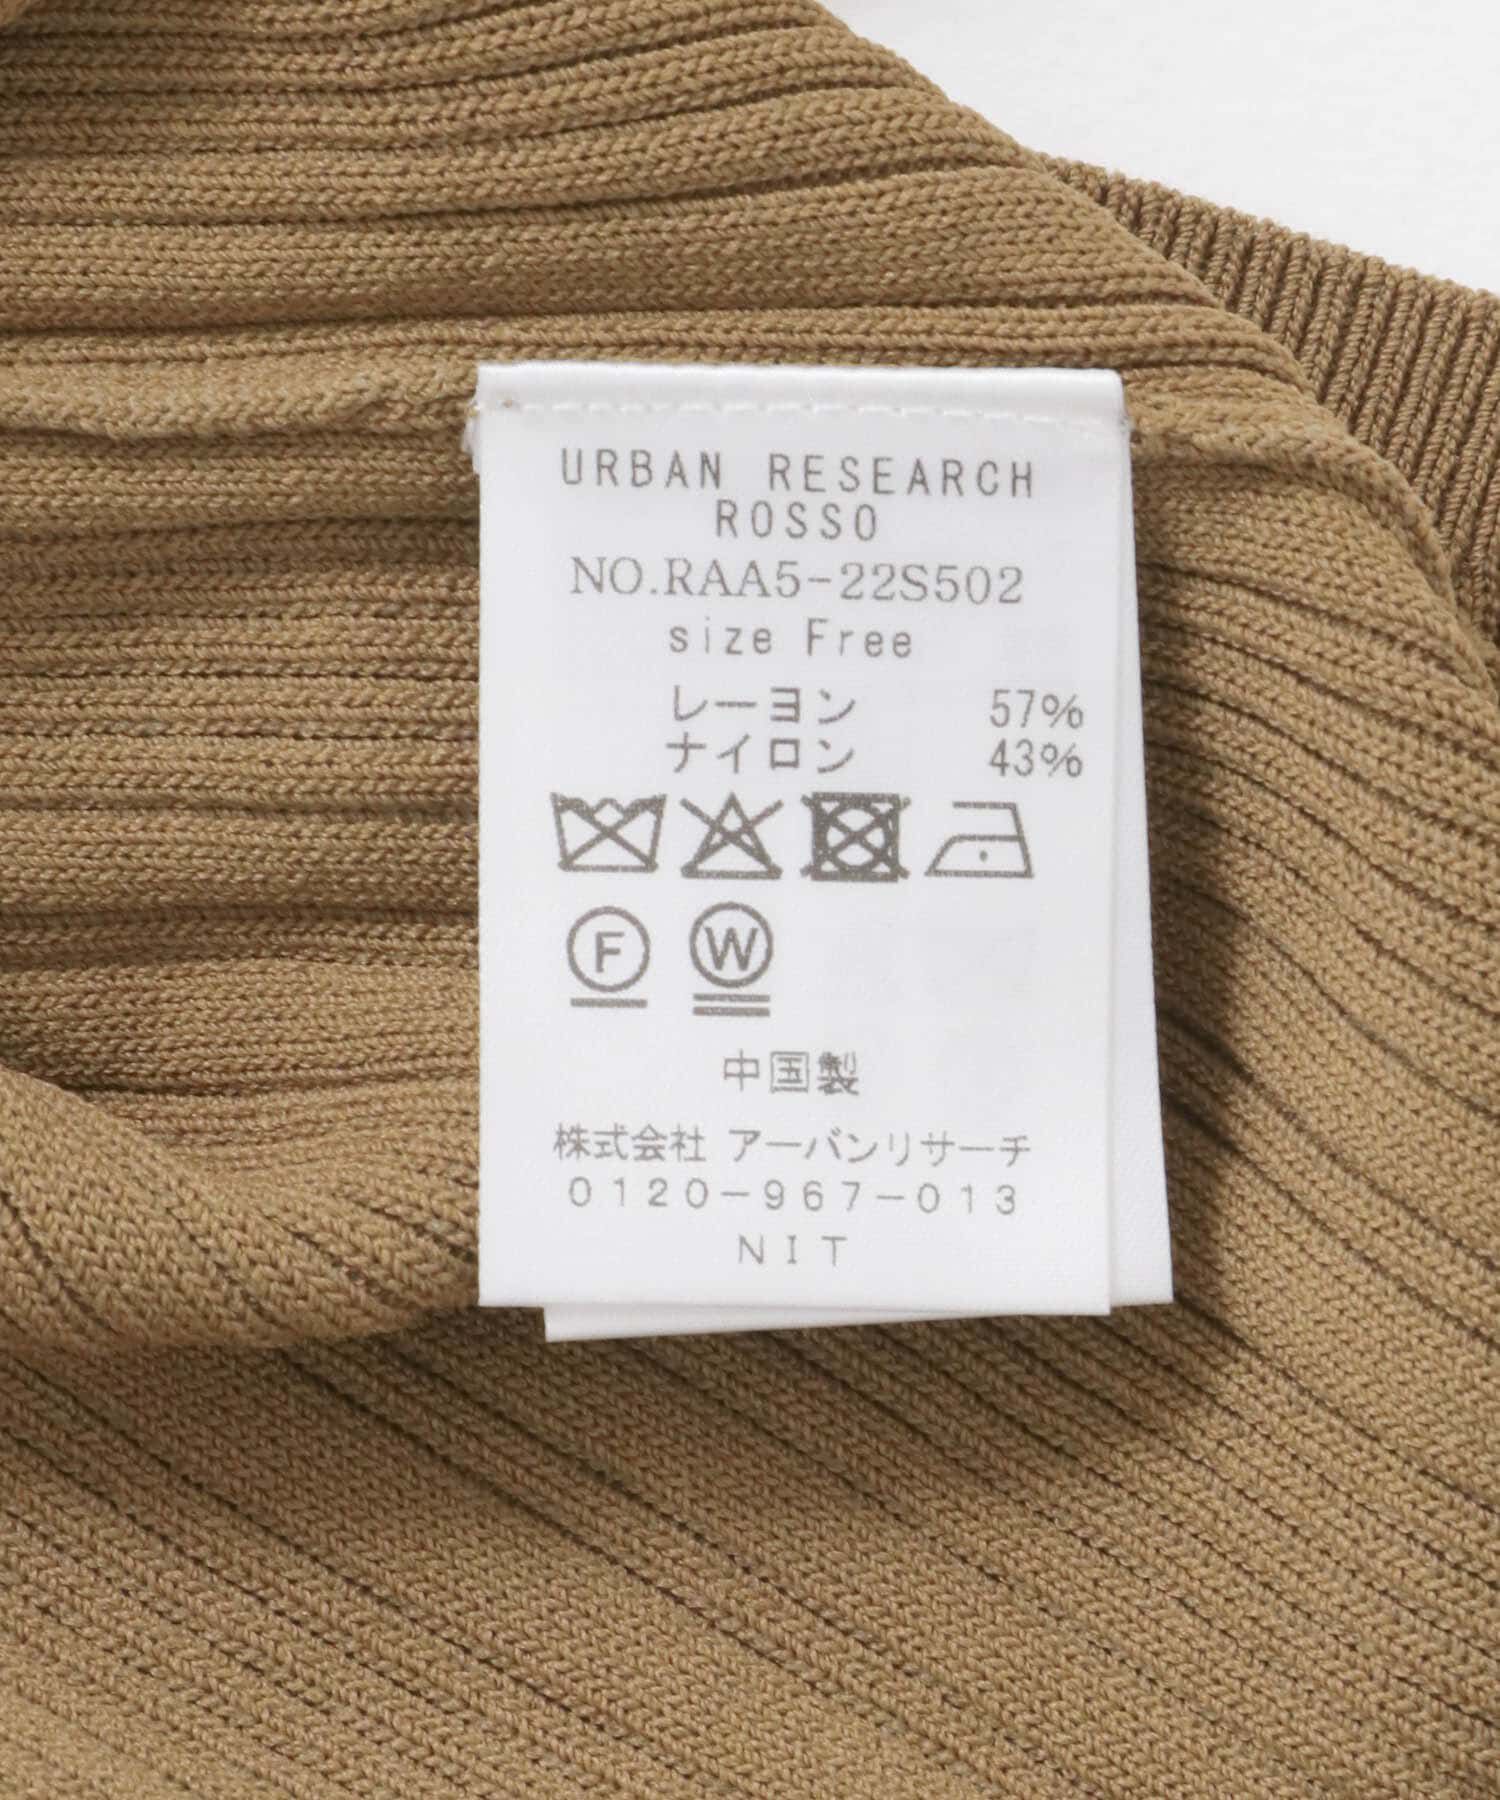 URBAN RESEARCH
ROSSO
NO.RAA5-22S502
size Free
レーヨン 57%
ナイロン 43%
F W
中国製
株式会社 アーバンリサーチ
0120-967-013
NIT